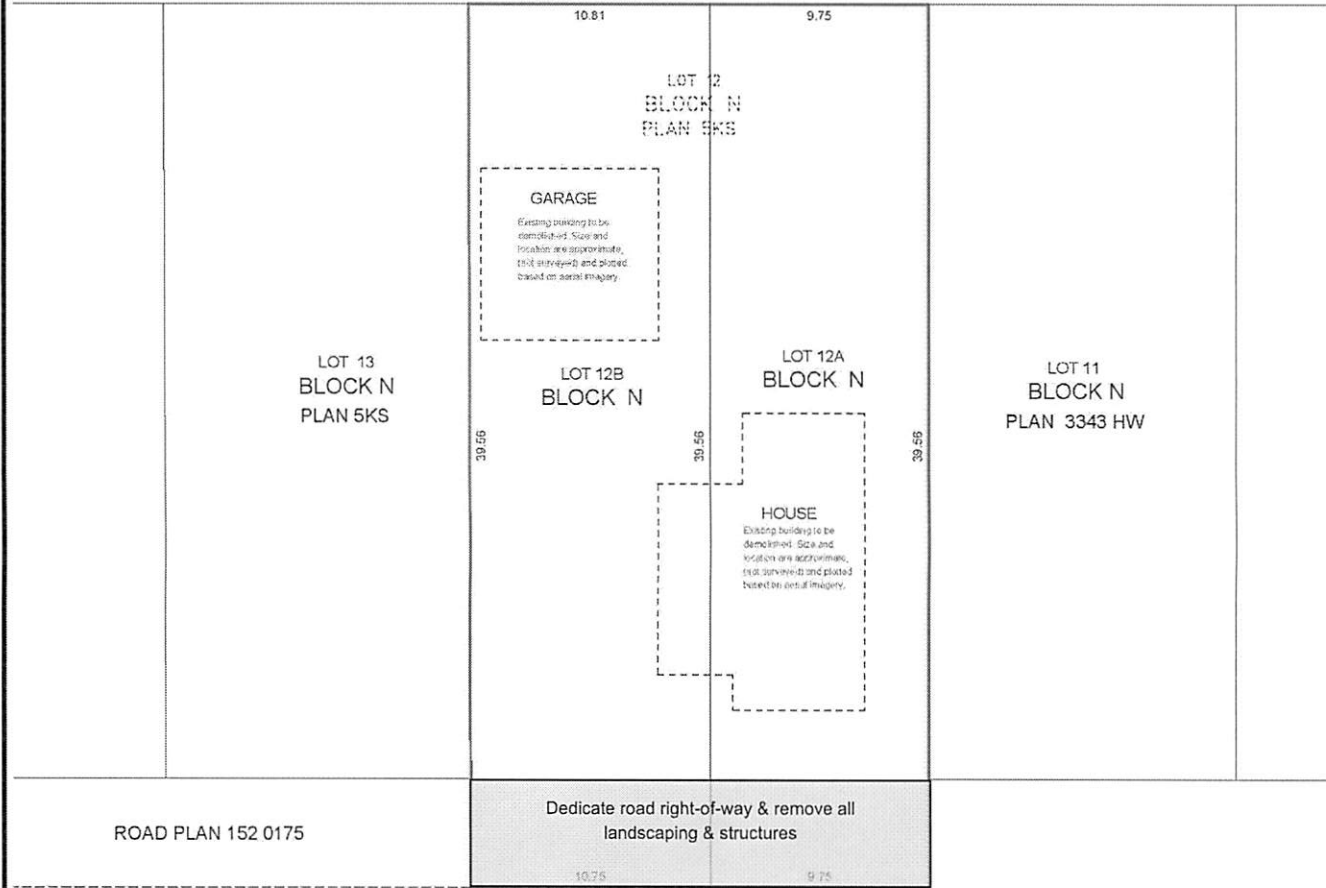 10.81
9.75
LOT 12
BLOCK N
PLAN 5KS
GARAGE
Existing building to be
demolished. Size and
location are approximate,
(not surveyed) and plotted
based on aerial imagery.
LOT 13
BLOCK N
PLAN 5KS
LOT 12B
BLOCK N
LOT 12A
BLOCK N
LOT 11
BLOCK N
PLAN 3343 HW
39.56
39.56
39.56
HOUSE
Existing building to be
demolished. Size and
location are approximate,
(not surveyed) and plotted
based on aerial imagery.
ROAD PLAN 152 0175
Dedicate road right-of-way & remove all
landscaping & structures
10.75
9.75